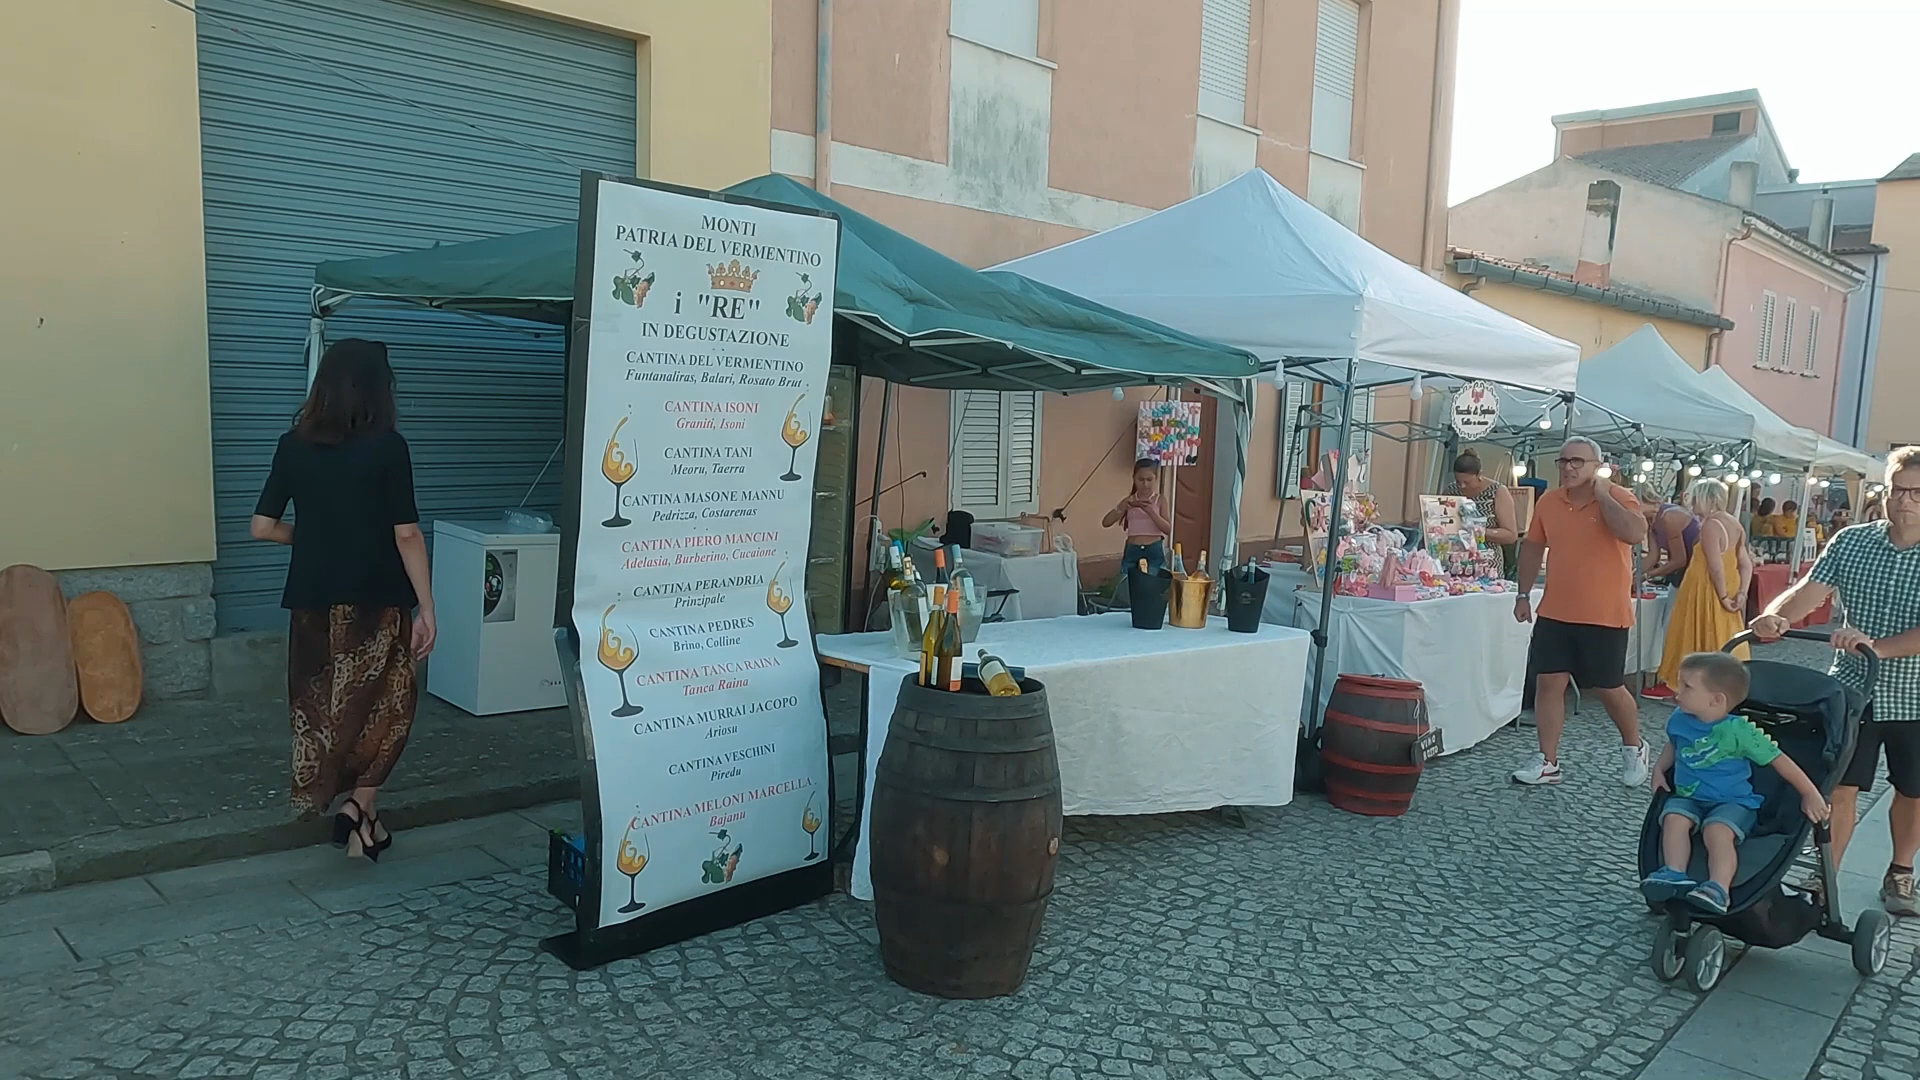 MONTI
PATRIA DEL VERMENTINO
i "RE"
IN DEGUSTAZIONE
CANTINA DEL VERMENTINO
Funtanaliras, Balari, Rosato Brut
CANTINA ISONI
Graniti, Isoni
CANTINA TANI
Meoru, Taerra
CANTINA MASONE MANNU
Pedrizza, Costarenas
CANTINA PIERO MANCINI
Adelasia, Burberino, Cucaione
CANTINA PERANDRIA
Prinzipale
CANTINA PEDRES
Brino, Colline
CANTINA TANCA RAINA
Tanca Raina
CANTINA MURRAI JACOPO
Ariosu
CANTINA VESCHINI
Piredu
CANTINA MELONI MARCELLA
Bajanu